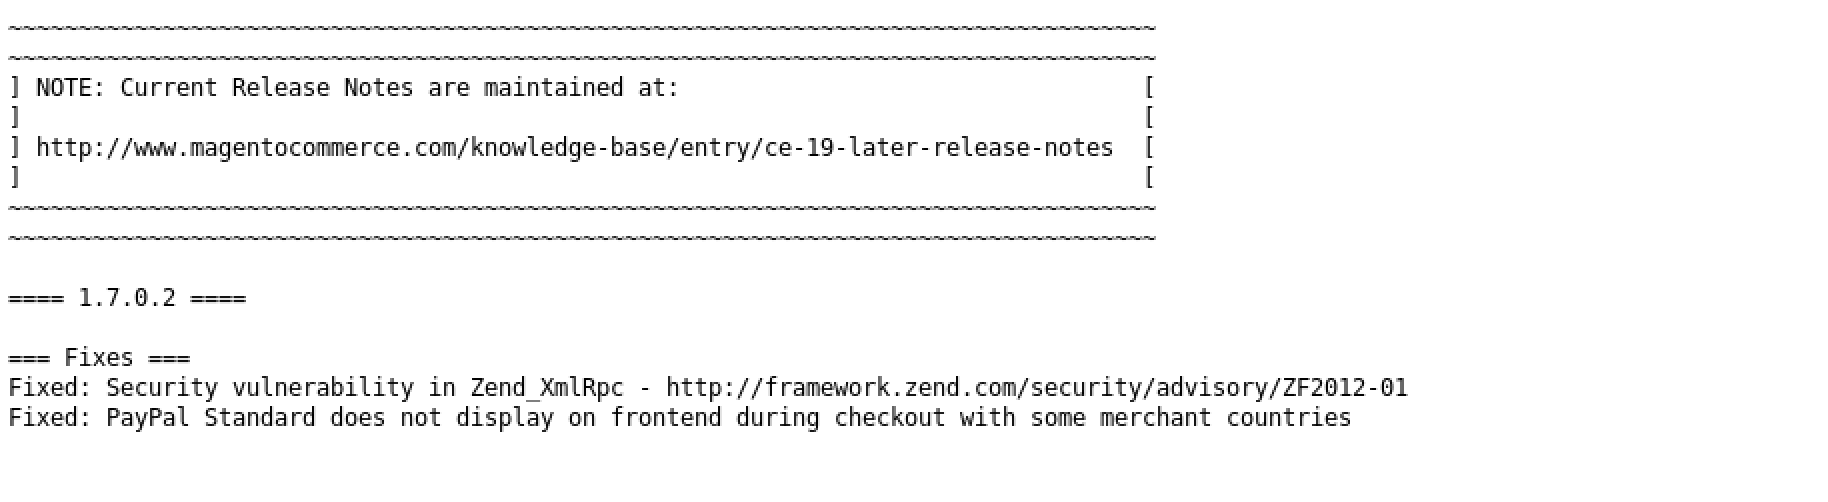 ~~~~~~~~~~~~~~~~~~~~~~~~~~~~~~~~~~~~~~~~~~~~~~~~~~~~~~~~~~~~~~~~~~~~~~~~~~~~~~~~~~
~~~~~~~~~~~~~~~~~~~~~~~~~~~~~~~~~~~~~~~~~~~~~~~~~~~~~~~~~~~~~~~~~~~~~~~~~~~~~~~~~~
] NOTE: Current Release Notes are maintained at:                                 [
]                                                                                [
] http://www.magentocommerce.com/knowledge-base/entry/ce-19-later-release-notes  [
]                                                                                [
~~~~~~~~~~~~~~~~~~~~~~~~~~~~~~~~~~~~~~~~~~~~~~~~~~~~~~~~~~~~~~~~~~~~~~~~~~~~~~~~~~
~~~~~~~~~~~~~~~~~~~~~~~~~~~~~~~~~~~~~~~~~~~~~~~~~~~~~~~~~~~~~~~~~~~~~~~~~~~~~~~~~~
==== 1.7.0.2 ====
=== Fixes ===
Fixed: Security vulnerability in Zend_XmlRpc - http://framework.zend.com/security/advisory/ZF2012-01
Fixed: PayPal Standard does not display on frontend during checkout with some merchant countries